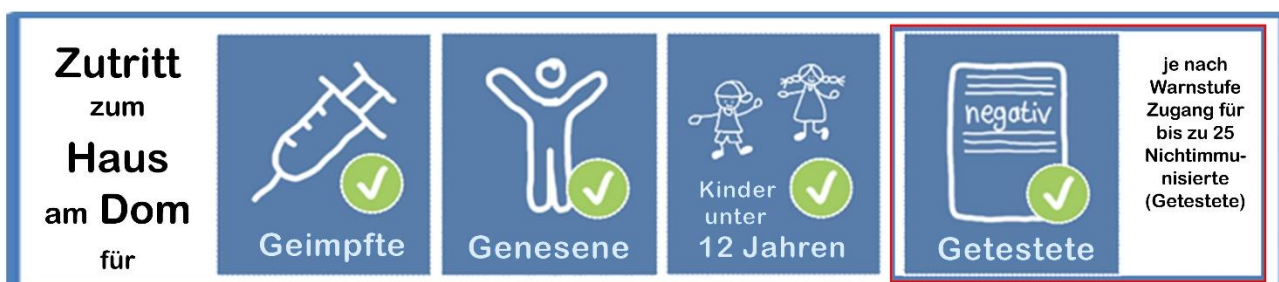 Zutritt
zum
Haus
am Dom
für
Geimpfte
Genesene
Kinder
unter
12 Jahren
negativ
Getestete
je nach
Warnstufe
Zugang für
bis zu 25
Nichtimmu-
nisierte
(Getestete)